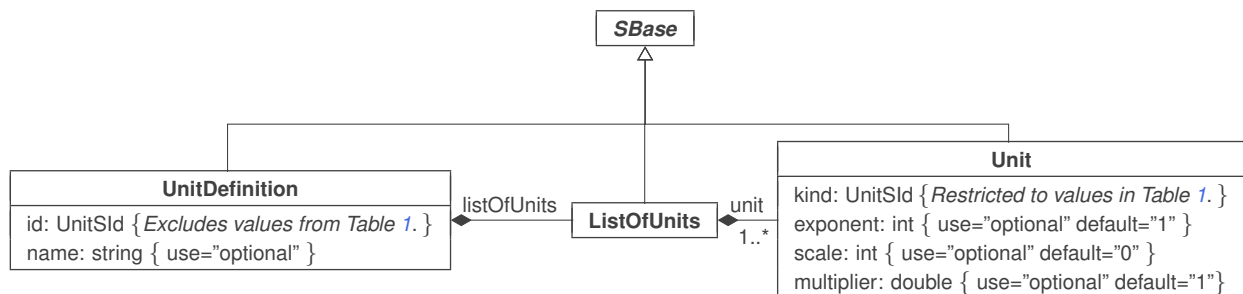 SBase
UnitDefinition
id: UnitSId {Excludes values from Table 1. }
name: string { use=”optional” }
listOfUnits
ListOfUnits
unit
1..*
Unit
kind: UnitSId {Restricted to values in Table 1. }
exponent: int { use=”optional” default=”1” }
scale: int { use=”optional” default=”0” }
multiplier: double { use=”optional” default=”1”}